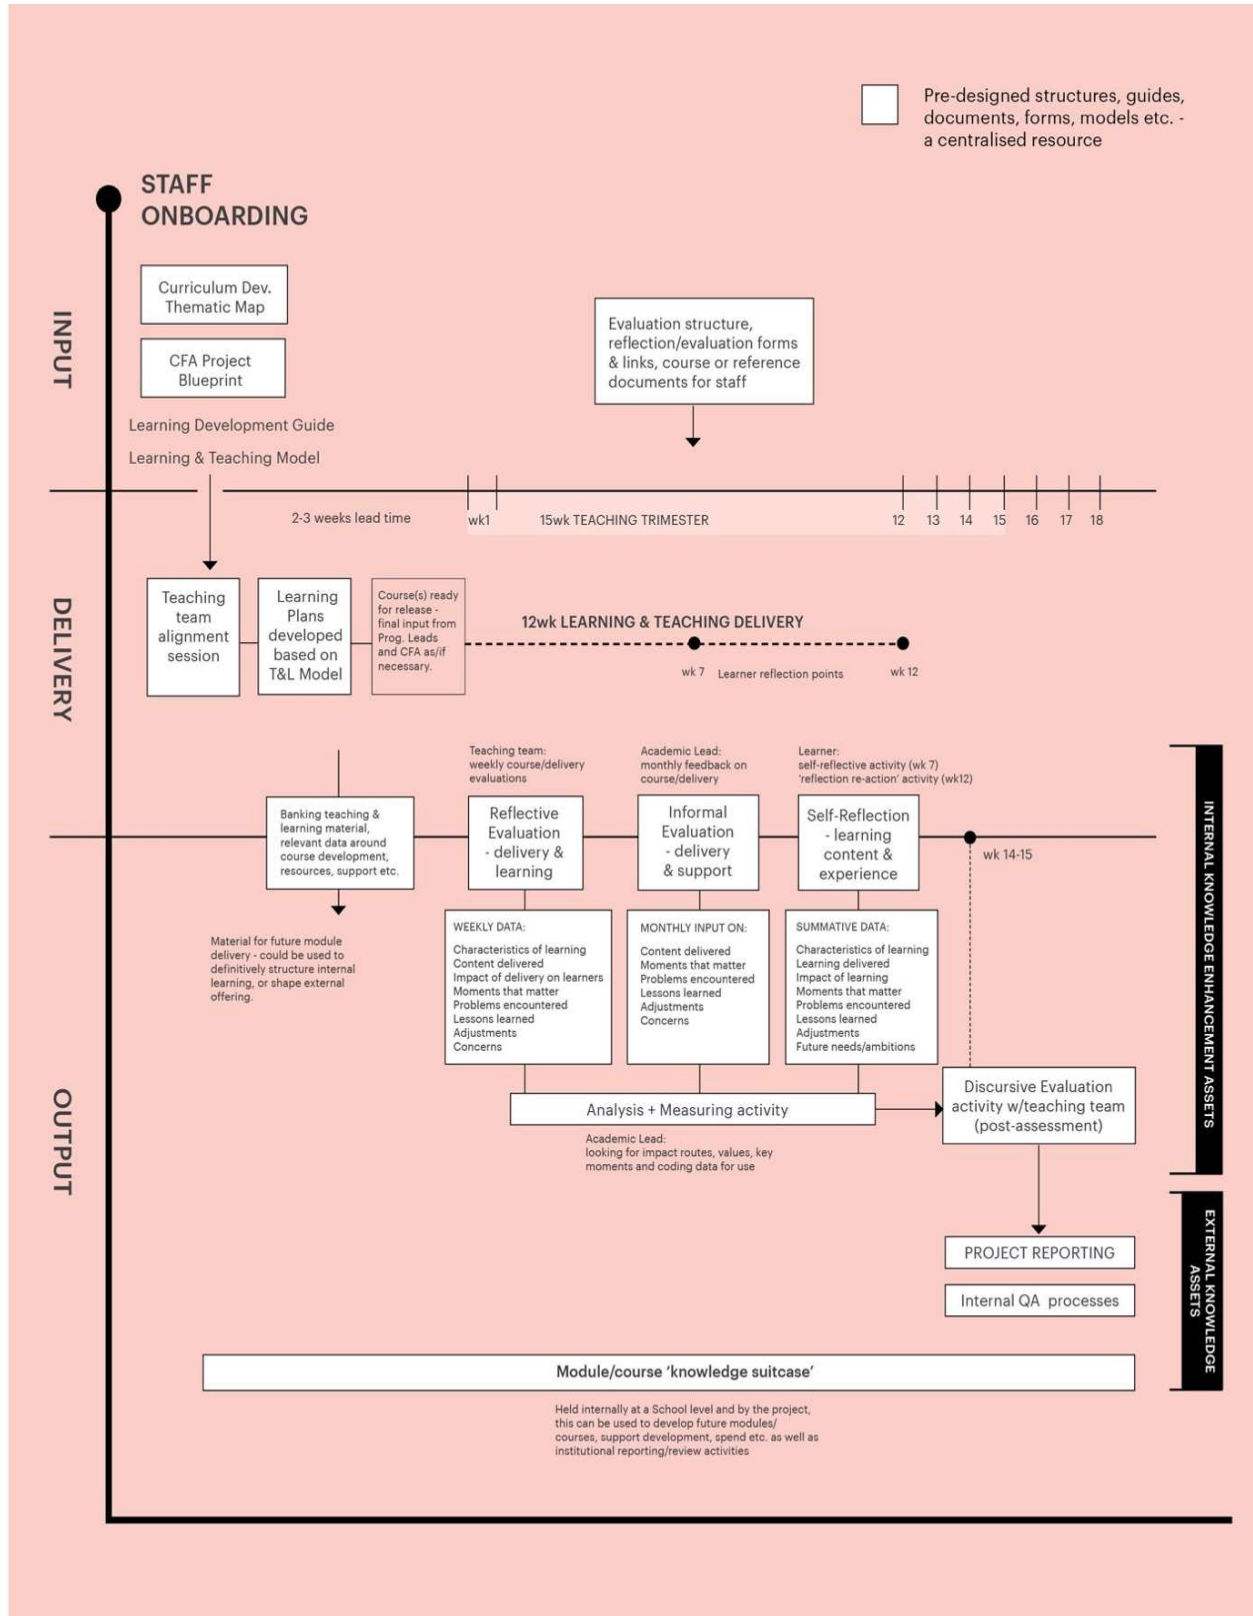 Pre-designed structures, guides,
documents, forms, models etc. -
a centralised resource
STAFF
ONBOARDING
INPUT
Curriculum Dev.
Thematic Map
CFA Project
Blueprint
Learning Development Guide
Learning & Teaching Model
Evaluation structure,
reflection/evaluation forms
& links, course or reference
documents for staff
2-3 weeks lead time
wk1
15wk TEACHING TRIMESTER
12
13
14
15
16
17
18
DELIVERY
Teaching
team
alignment
session
Learning
Plans
developed
based on
T&L Model
Course(s) ready
for release -
final input from
Prog. Leads
and CFA as/if
necessary.
12wk LEARNING & TEACHING DELIVERY
wk 7
Learner reflection points
wk 12
OUTPUT
Banking teaching &
learning material,
relevant data around
course development,
resources, support etc.
Material for future module
delivery - could be used to
definitively structure internal
learning, or shape external
offering.
Teaching team:
weekly course/delivery
evaluations
Reflective
Evaluation
- delivery &
learning
WEEKLY DATA:
Characteristics of learning
Content delivered
Impact of delivery on learners
Moments that matter
Problems encountered
Lessons learned
Adjustments
Concerns
Academic Lead:
monthly feedback on
course/delivery
Informal
Evaluation
- delivery
& support
MONTHLY INPUT ON:
Content delivered
Moments that matter
Problems encountered
Lessons learned
Adjustments
Concerns
Learner:
self-reflective activity (wk 7)
'reflection re-action' activity (wk12)
Self-Reflection
- learning
content &
experience
SUMMATIVE DATA:
Characteristics of learning
Learning delivered
Impact of learning
Moments that matter
Problems encountered
Lessons learned
Adjustments
Future needs/ambitions
wk 14-15
Analysis + Measuring activity
Academic Lead:
looking for impact routes, values, key
moments and coding data for use
Discursive Evaluation
activity w/teaching team
(post-assessment)
PROJECT REPORTING
Internal QA processes
INTERNAL KNOWLEDGE ENHANCEMENT ASSETS
EXTERNAL KNOWLEDGE
ASSETS
Module/course 'knowledge suitcase'
Held internally at a School level and by the project,
this can be used to develop future modules/
courses, support development, spend etc. as well as
institutional reporting/review activities